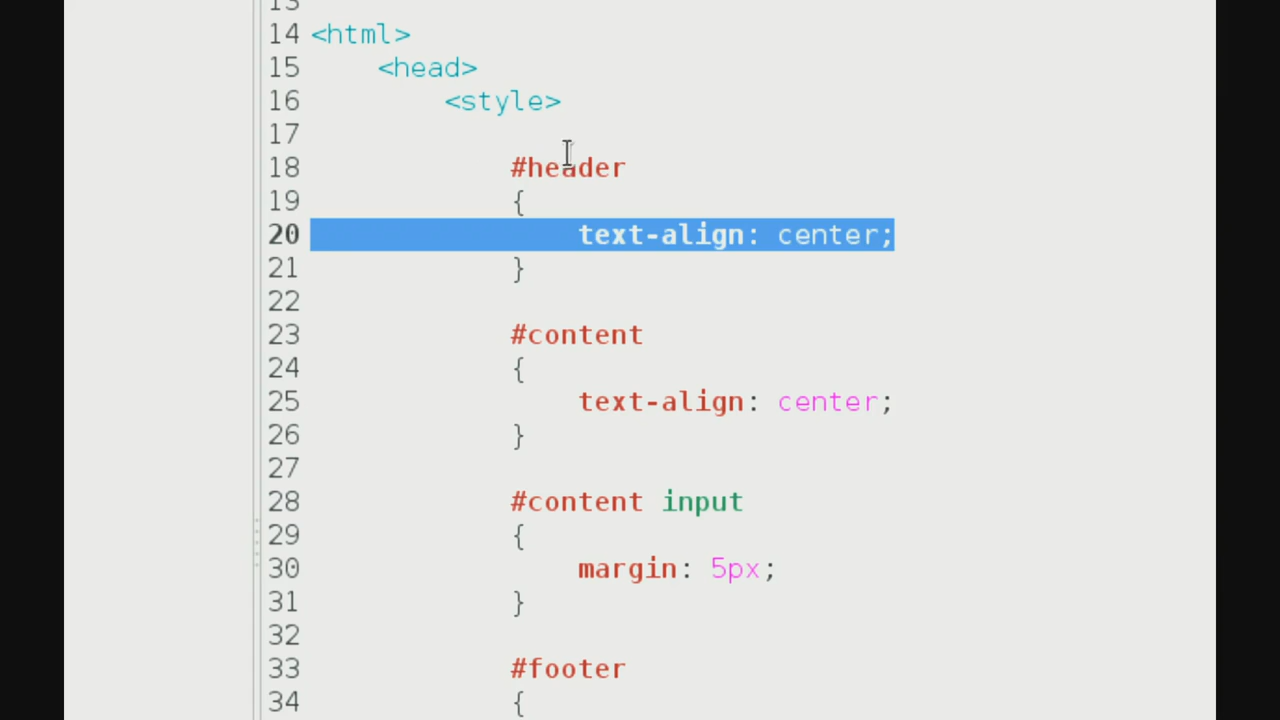 13
14 <html>
15 <head>
16 <style>
17
18 #header
19 {
20 text-align: center;
21 }
22
23 #content
24 {
25 text-align: center;
26 }
27
28 #content input
29 {
30 margin: 5px;
31 }
32
33 #footer
34 {